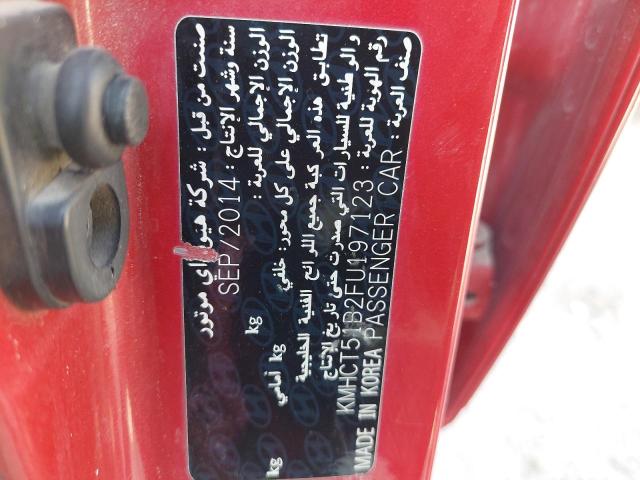 صنعت من قبل : شركة هيونداي موتور
سنة وشهر الإنتاج : SEP/2014
الوزن الإجمالي للعربة : kg
الوزن الإجمالي على كل محور: خلفي kg أمامي kg
تطابق هذه المركبة جميع اللوائح الفنية الخليجية
و الوطنية للسيارات التي صدرت حتى تاريخ الإنتاج
رقم الهزية للعربة : KMHCT51B2FU197123
صنف العربة : PASSENGER CAR
MADE IN KOREA